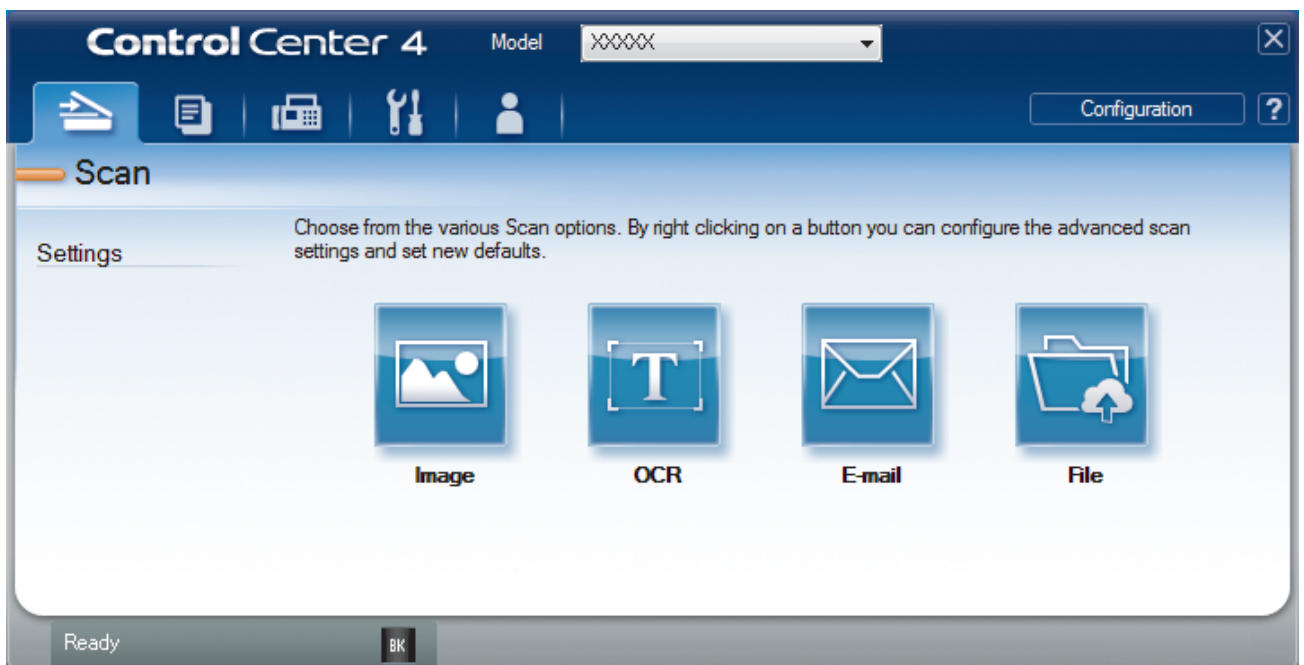 Control Center 4 Model XXXXX
Configuration ?
Scan
Settings
Choose from the various Scan options. By right clicking on a button you can configure the advanced scan
settings and set new defaults.
T
Image OCR E-mail File
Ready BK